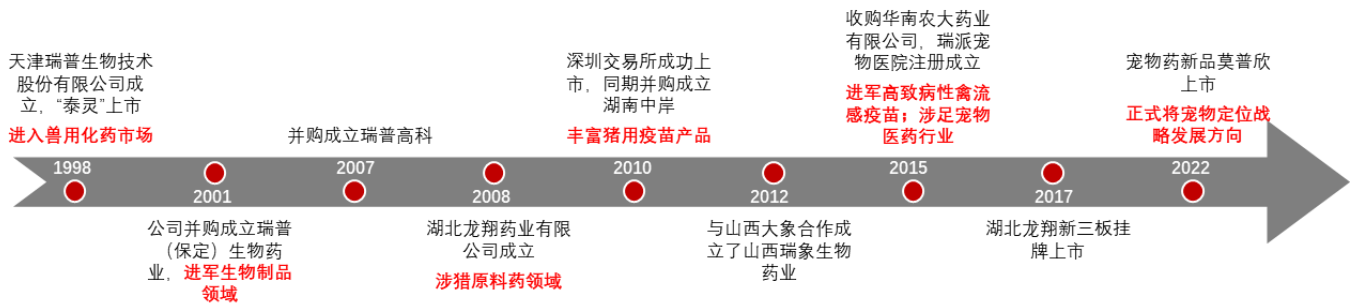 天津瑞普生物技术
股份有限公司成
立，“泰灵”上市
进入兽用化药市场
1998
2001
公司并购成立瑞普
（保定）生物药
业，进军生物制品
领域
并购成立瑞普高科
2007
2008
湖北龙翔药业有限
公司成立
涉猎原料药领域
深圳交易所成功上
市，同期并购成立
湖南中岸
丰富猪用疫苗产品
2010
2012
与山西大象合作成
立了山西瑞象生物
药业
收购华南农大药业
有限公司，瑞派宠
物医院注册成立
进军高致病性禽流
感疫苗；涉足宠物
医药行业
2015
2017
湖北龙翔新三板挂
牌上市
宠物药新品莫普欣
上市
正式将宠物定位战
略发展方向
2022